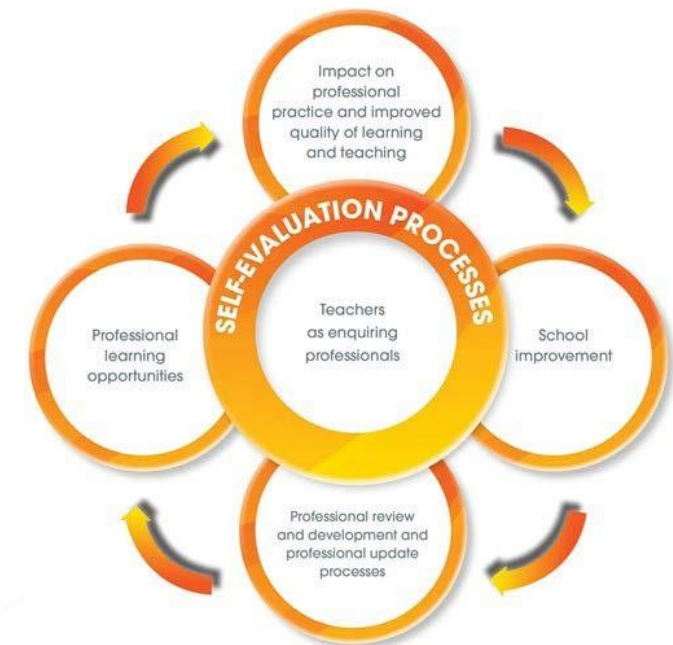 Impact on
professional
practice and improved
quality of learning
and teaching
SELF-EVALUATION PROCESSES
Teachers
as enquiring
professionals
Professional
learning
opportunities
School
improvement
Professional review
and development and
professional update
processes